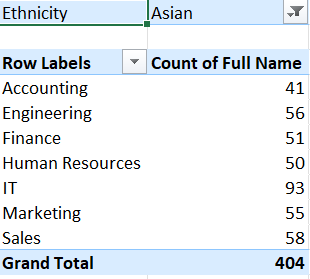 Ethnicity Asian
Row Labels Count of Full Name
Accounting 41
Engineering 56
Finance 51
Human Resources 50
IT 93
Marketing 55
Sales 58
Grand Total 404